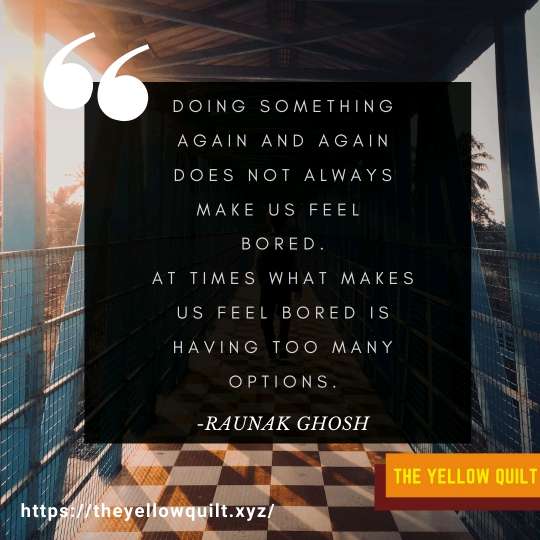 DOING SOMETHING
AGAIN AND AGAIN
DOES NOT ALWAYS
MAKE US FEEL
BORED.
AT TIMES WHAT MAKES
US FEEL BORED IS
HAVING TOO MANY
OPTIONS.
-RAUNAK GHOSH
THE YELLOW QUILT
https://theyellowquilt.xyz/